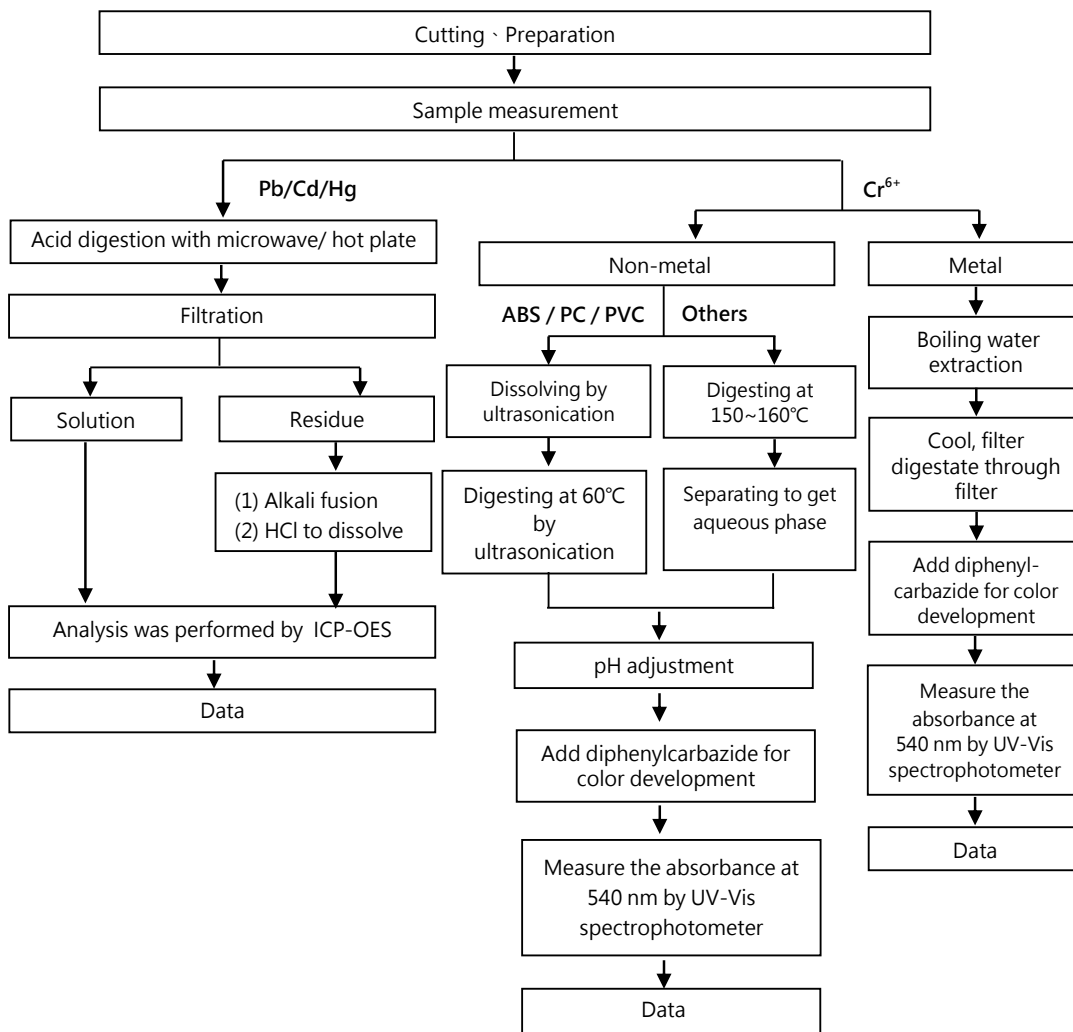 Cutting、Preparation
Sample measurement
Pb/Cd/Hg
Acid digestion with microwave/ hot plate
Filtration
Solution
Residue
(1) Alkali fusion
(2) HCl to dissolve
Analysis was performed by ICP-OES
Data
Cr⁶⁺
Non-metal
ABS / PC / PVC
Others
Dissolving by
ultrasonication
Digesting at
150~160℃
Digesting at 60℃
by
ultrasonication
Separating to get
aqueous phase
pH adjustment
Add diphenylcarbazide for
color development
Measure the absorbance at
540 nm by UV-Vis
spectrophotometer
Data
Metal
Boiling water
extraction
Cool, filter
digestate through
filter
Add diphenyl-
carbazide for color
development
Measure the
absorbance at
540 nm by UV-Vis
spectrophotometer
Data